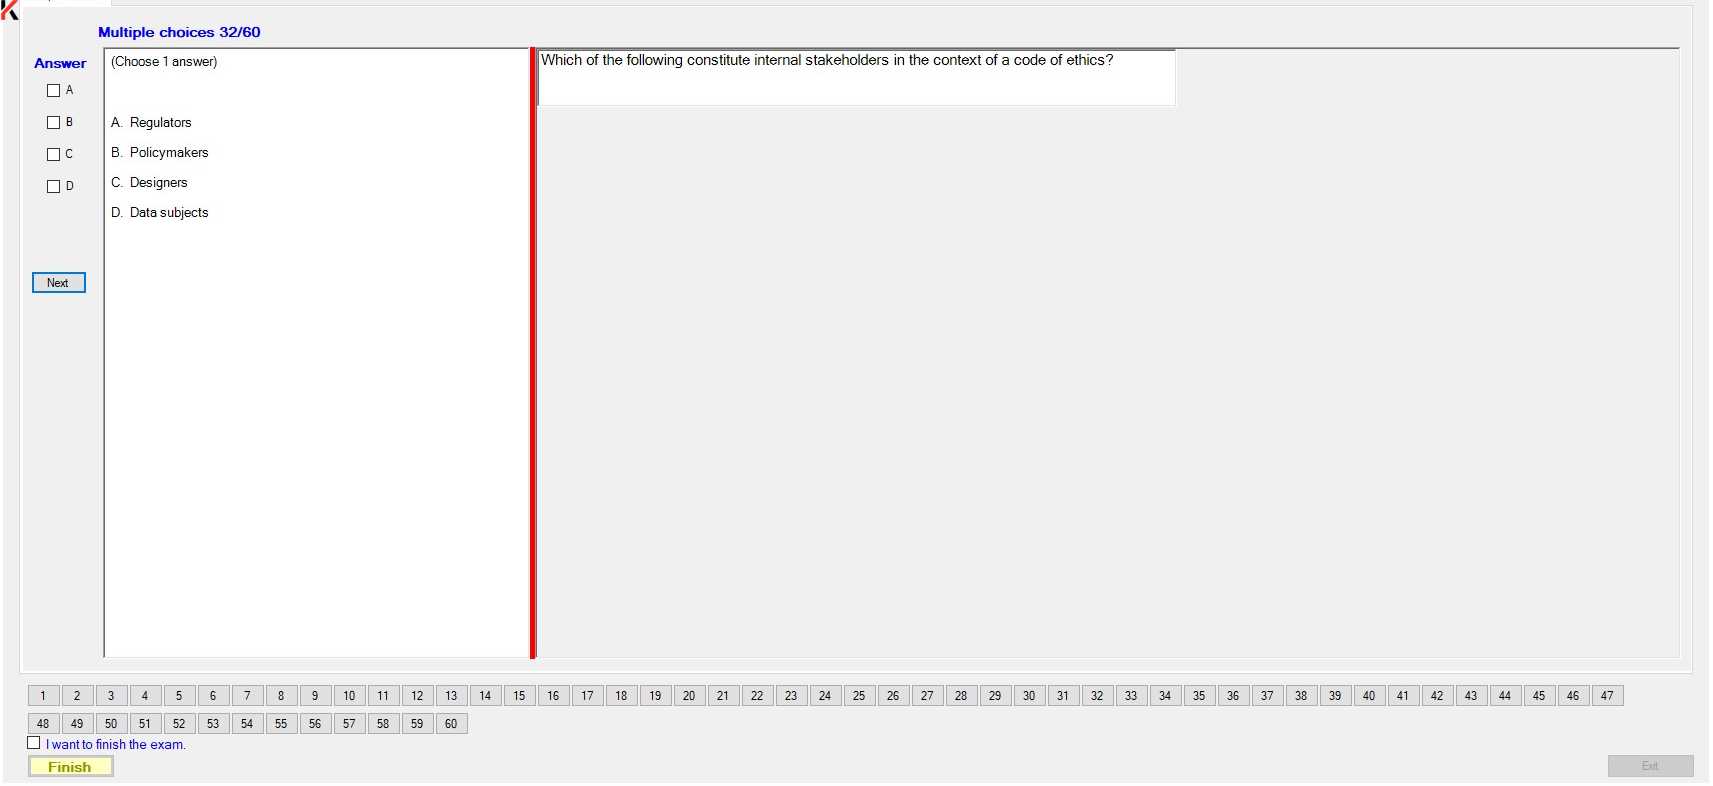 Multiple choices 32/60
Answer
A
B
C
D
Next
(Choose 1 answer)
A. Regulators
B. Policymakers
C. Designers
D. Data subjects
Which of the following constitute internal stakeholders in the context of a code of ethics?
1 2 3 4 5 6 7 8 9 10 11 12 13 14 15 16 17 18 19 20 21 22 23 24 25 26 27 28 29 30 31 32 33 34 35 36 37 38 39 40 41 42 43 44 45 46 47
48 49 50 51 52 53 54 55 56 57 58 59 60
I want to finish the exam.
Finish
Exit